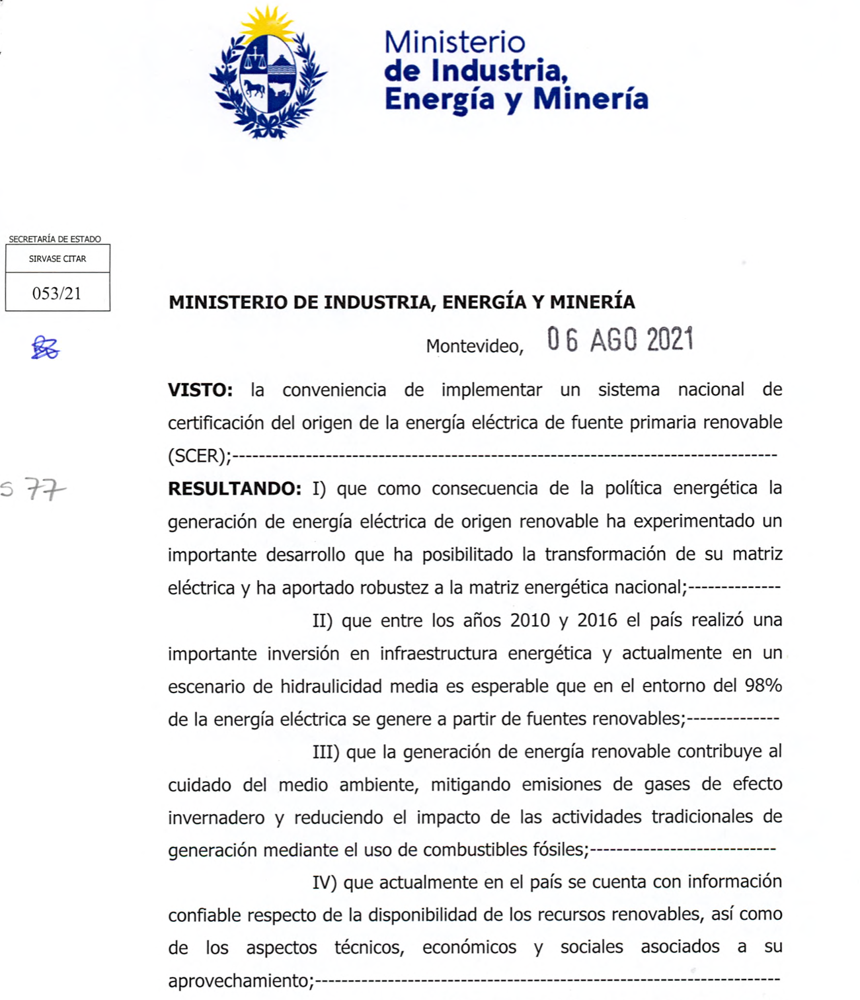 Ministerio
de Industria,
Energía y Minería
SECRETARÍA DE ESTADO
SIRVASE CITAR
053/21
MINISTERIO DE INDUSTRIA, ENERGÍA Y MINERÍA
Montevideo, 06 AGO 2021
VISTO: la conveniencia de implementar un sistema nacional de
certificación del origen de la energía eléctrica de fuente primaria renovable
(SCER);----------------------------------------------------------------------------------
s 77
RESULTANDO: I) que como consecuencia de la política energética la
generación de energía eléctrica de origen renovable ha experimentado un
importante desarrollo que ha posibilitado la transformación de su matriz
eléctrica y ha aportado robustez a la matriz energética nacional;--------------
II) que entre los años 2010 y 2016 el país realizó una
importante inversión en infraestructura energética y actualmente en un
escenario de hidraulicidad media es esperable que en el entorno del 98%
de la energía eléctrica se genere a partir de fuentes renovables;--------------
III) que la generación de energía renovable contribuye al
cuidado del medio ambiente, mitigando emisiones de gases de efecto
invernadero y reduciendo el impacto de las actividades tradicionales de
generación mediante el uso de combustibles fósiles;----------------------------
IV) que actualmente en el país se cuenta con información
confiable respecto de la disponibilidad de los recursos renovables, así como
de los aspectos técnicos, económicos y sociales asociados a su
aprovechamiento;----------------------------------------------------------------------